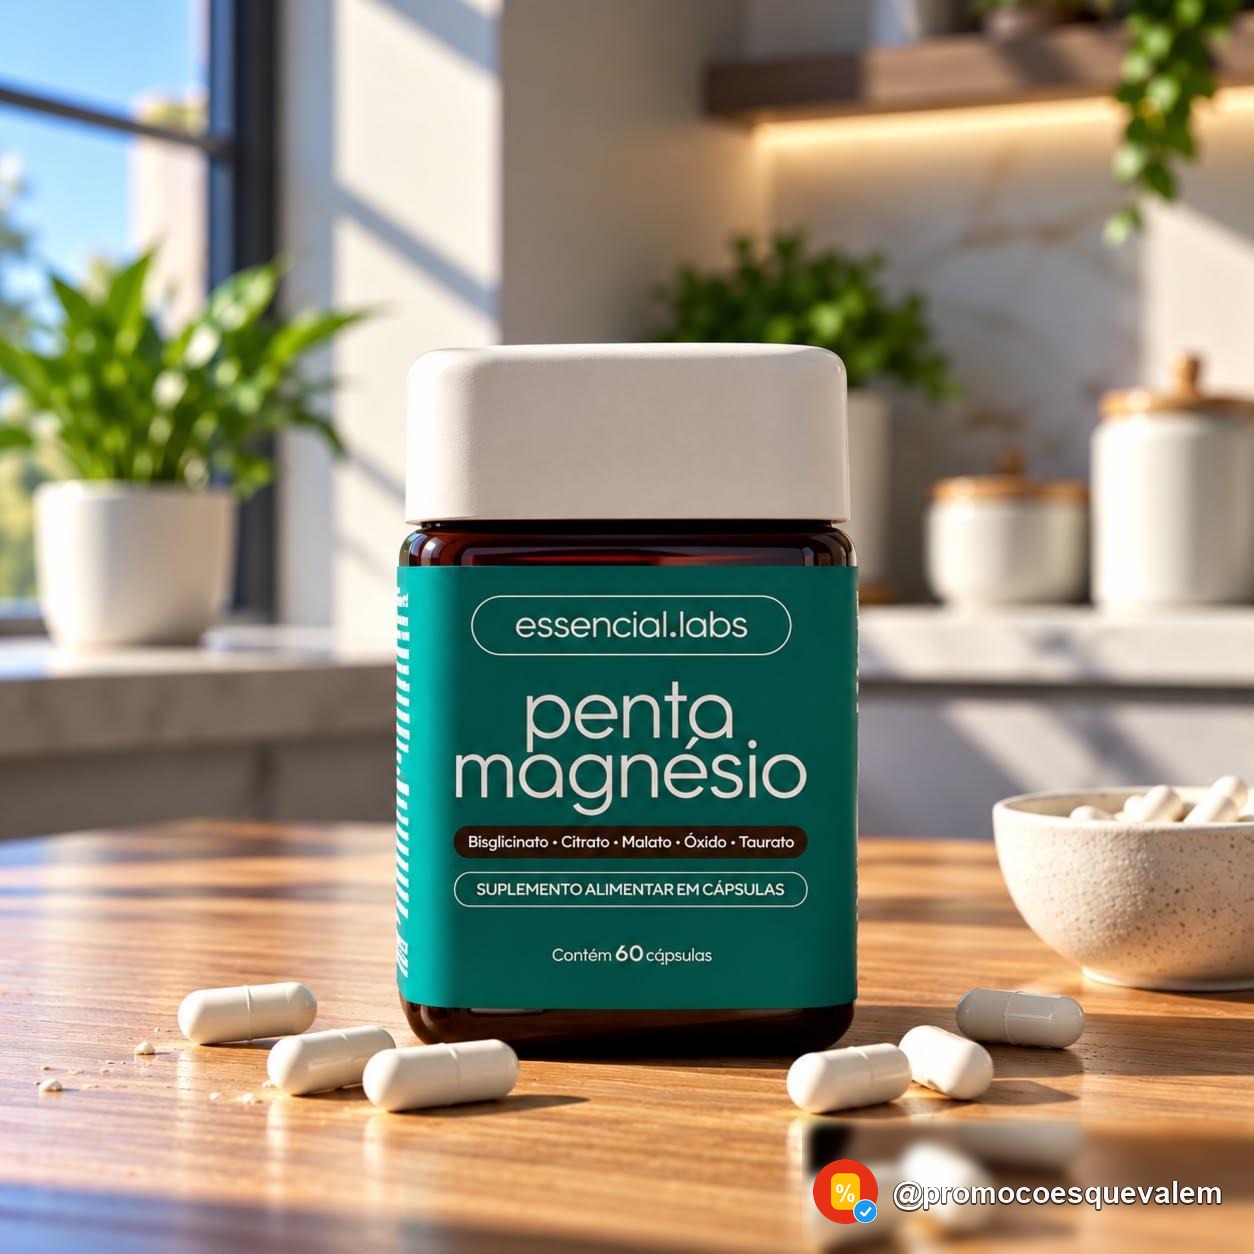 essencial.labs
penta
magnésio
Bisglicinato • Citrato • Malato • Óxido • Taurato
SUPLEMENTO ALIMENTAR EM CÁPSULAS
Contém 60 cápsulas
%
@promocoesquevalem